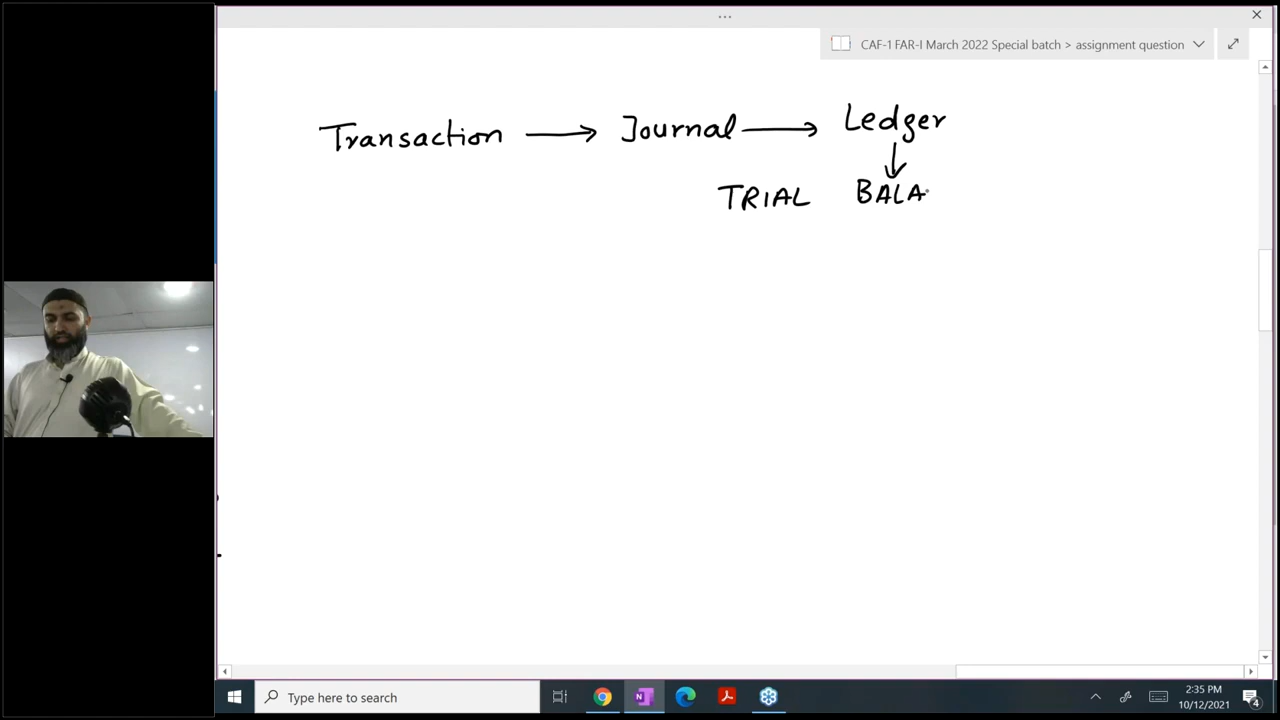 CAF-1 FAR-I March 2022 Special batch > assignment question
Transaction → Journal → Ledger
↓
TRIAL BALA
Type here to search
2:35 PM
10/12/2021
4